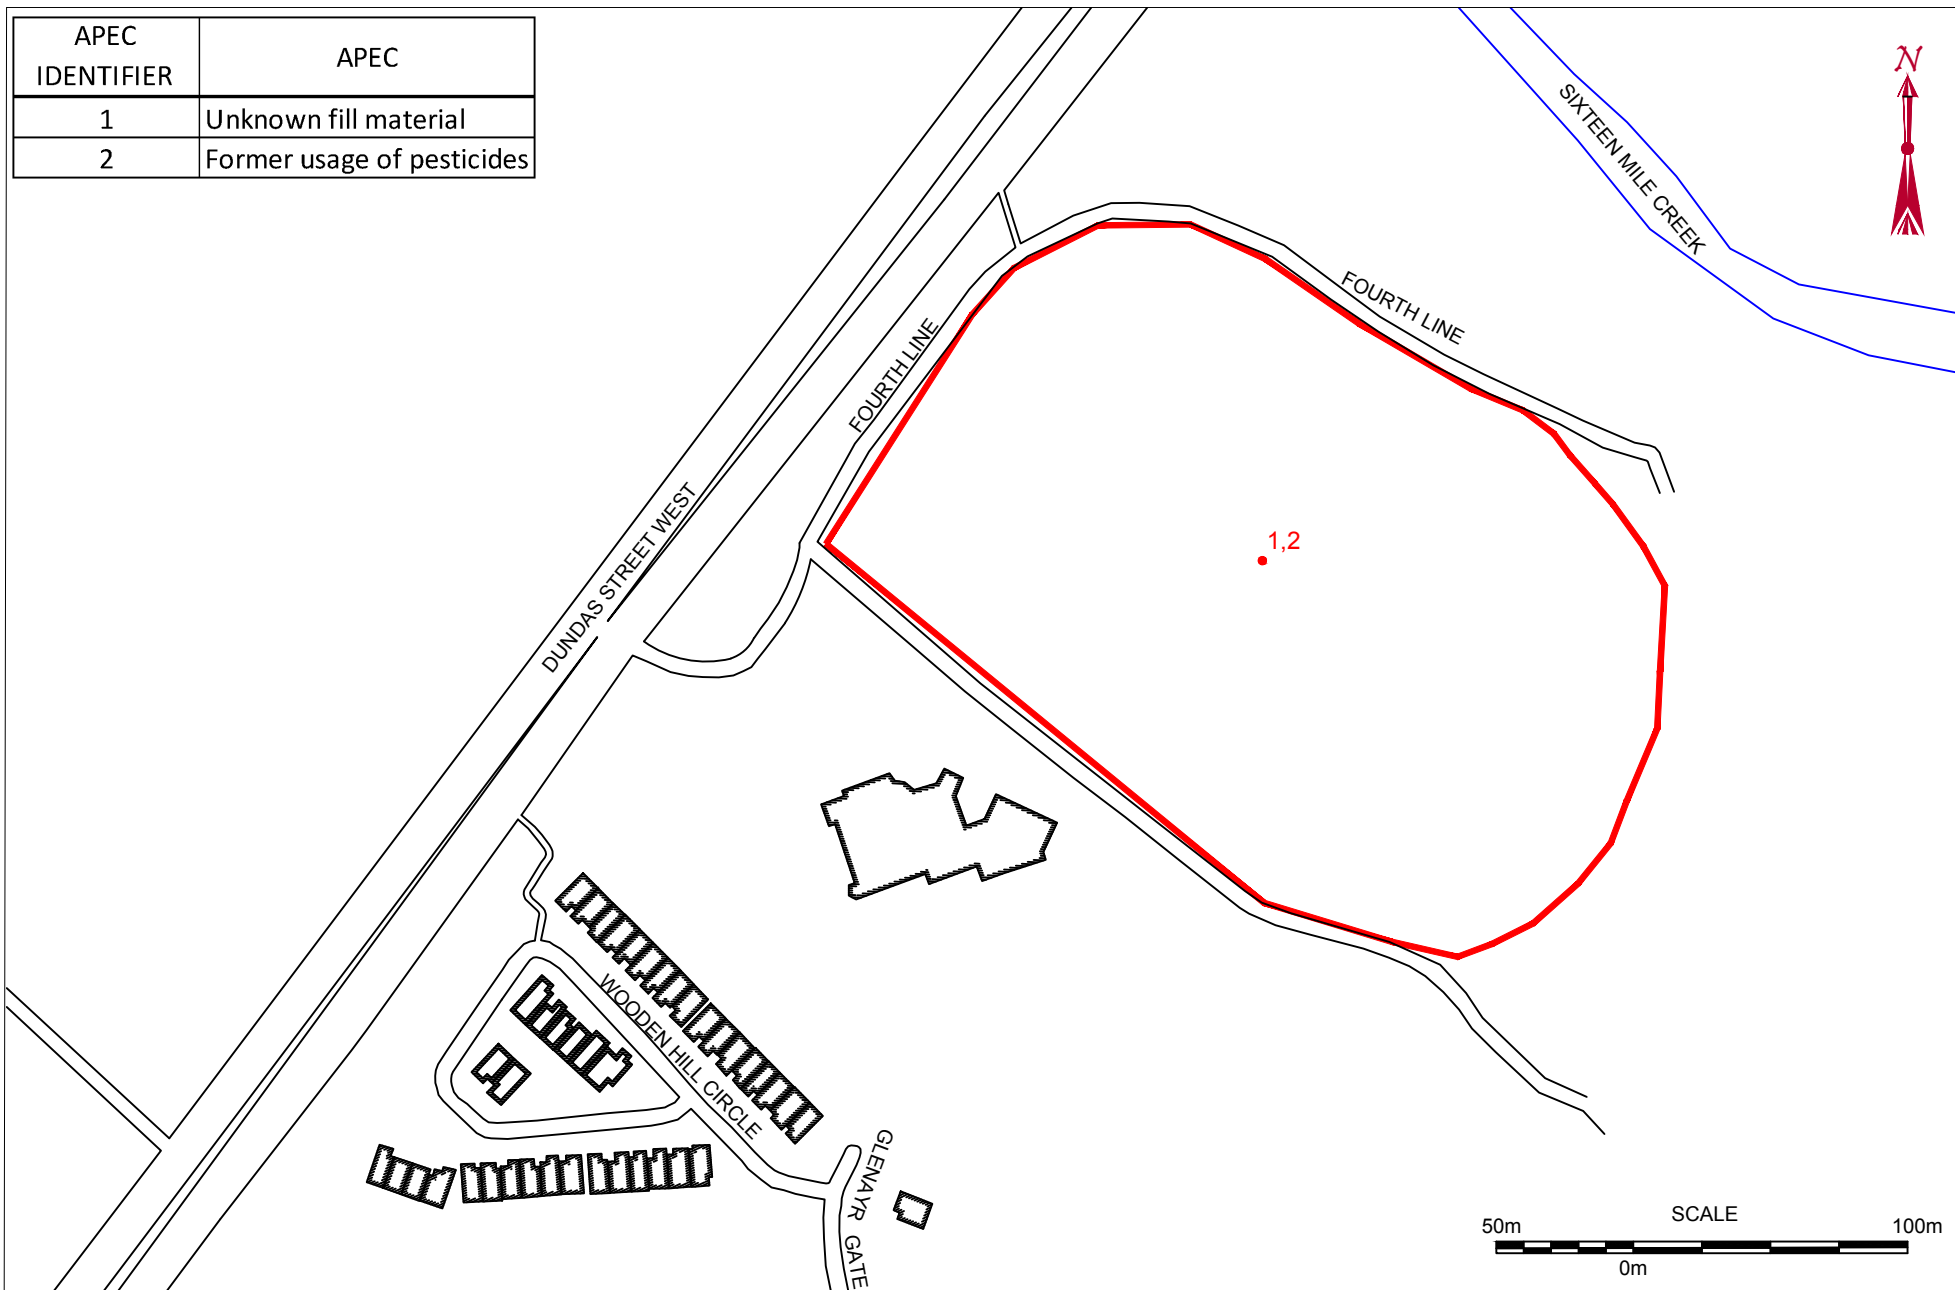 APEC IDENTIFIER
APEC
1
Unknown fill material
2
Former usage of pesticides
N
SIXTEEN MILE CREEK
FOURTH LINE
FOURTH LINE
DUNDAS STREET WEST
1,2
WOODEN HILL CIRCLE
GLENAYR GATE
SCALE
50m
100m
0m